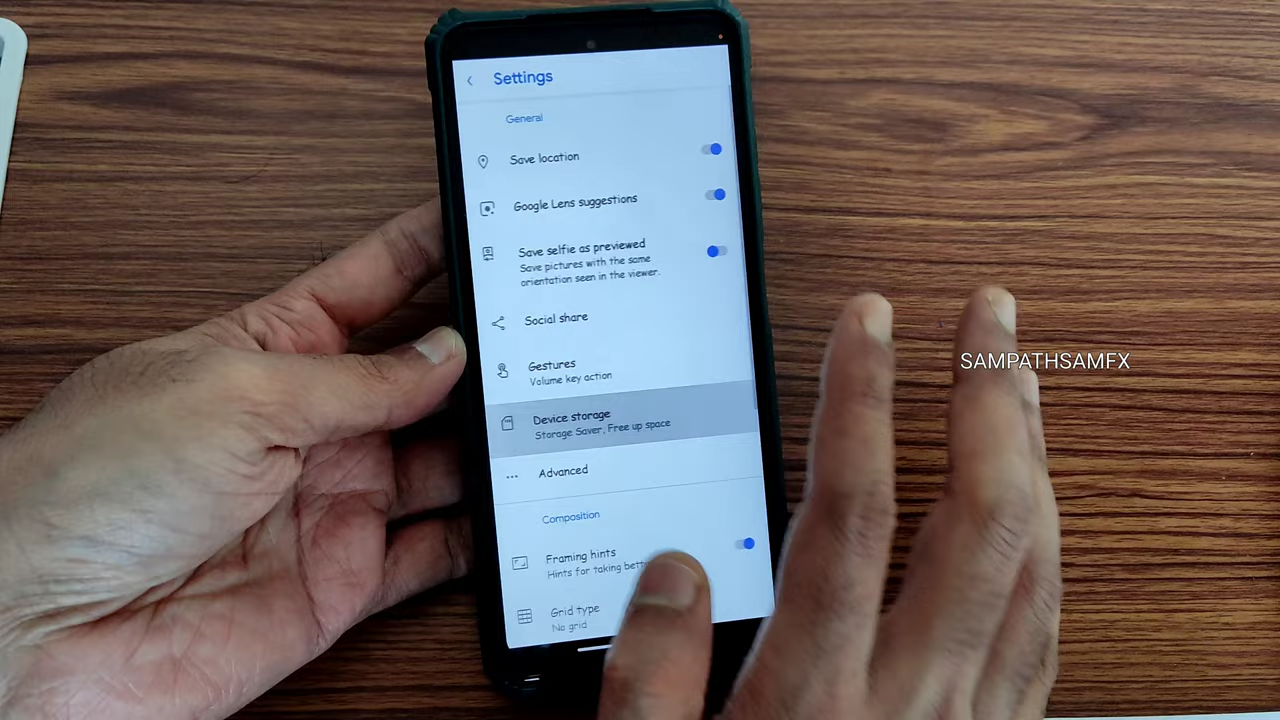 Settings
General
Save location
Google Lens suggestions
Save selfie as previewed
Save pictures with the same
orientation seen in the viewer.
Social share
Gestures
Volume key action
Device storage
Storage Saver, Free up space
Advanced
Composition
Framing hints
Hints for taking
Grid type
No grid
SAMPATHSAMFX